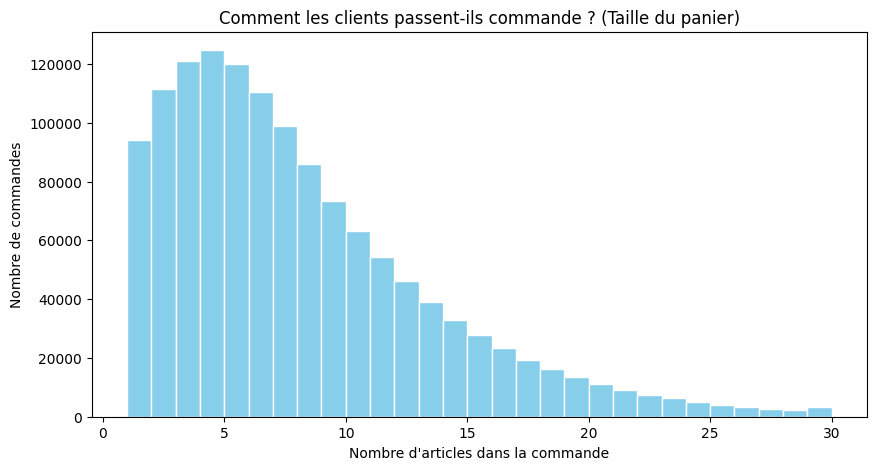 Comment les clients passent-ils commande ? (Taille du panier)
120000
100000
80000
60000
40000
20000
0
Nombre de commandes
0 5 10 15 20 25 30
Nombre d'articles dans la commande